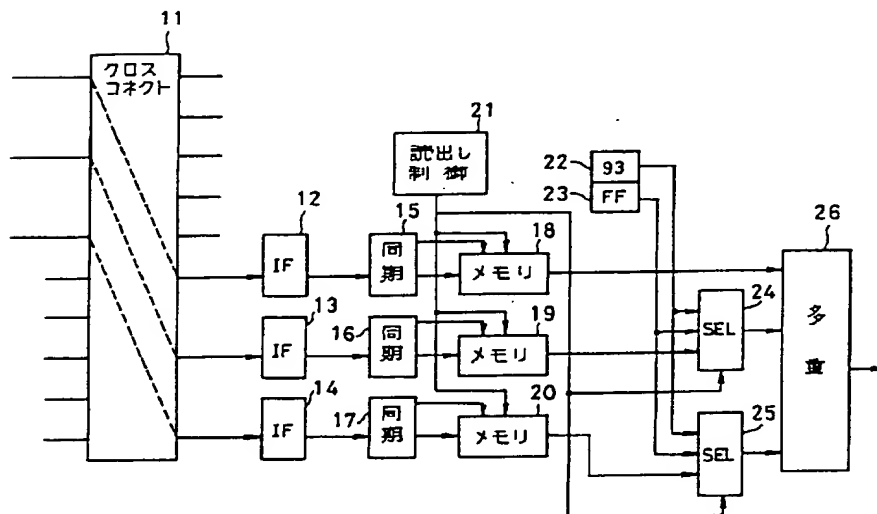 11
クロス
コネクト
21
読出し
制御
22
93
23
FF
12
IF
15
同期
18
メモリ
26
多重
13
IF
16
同期
19
メモリ
24
SEL
14
IF
17
同期
20
メモリ
25
SEL